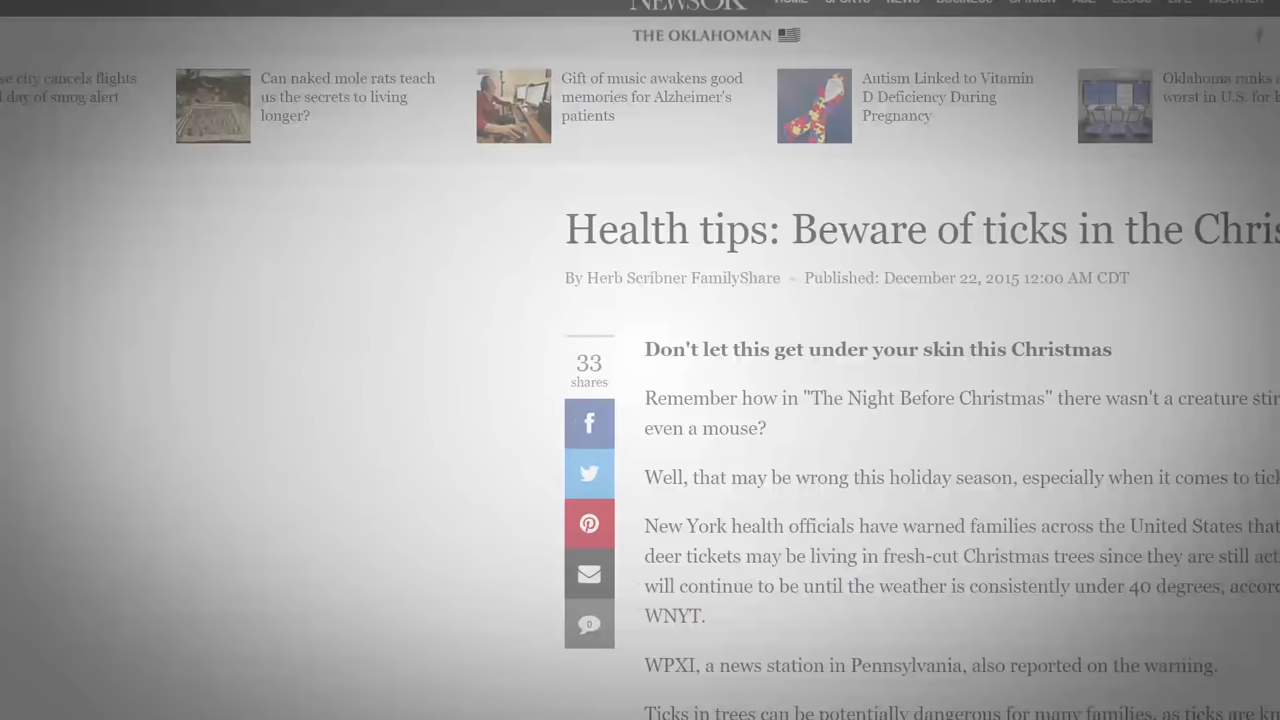 NEWSOK
HOME SPORTS NEWS BUSINESS OPINION LIFE WEATHER
THE OKLAHOMAN
se city cancels flights
day of smog alert
Can naked mole rats teach
us the secrets to living
longer?
Gift of music awakens good
memories for Alzheimer's
patients
Autism Linked to Vitamin
D Deficiency During
Pregnancy
Oklahoma ranks
worst in U.S. for
Health tips: Beware of ticks in the Chris
By Herb Scribner FamilyShare - Published: December 22, 2015 12:00 AM CDT
33
shares
Don't let this get under your skin this Christmas
Remember how in "The Night Before Christmas" there wasn't a creature stir
even a mouse?
Well, that may be wrong this holiday season, especially when it comes to tick
New York health officials have warned families across the United States that
deer tickets may be living in fresh-cut Christmas trees since they are still act
will continue to be until the weather is consistently under 40 degrees, accord
WNYT.
0
WPXI, a news station in Pennsylvania, also reported on the warning.
Ticks in trees can be potentially dangerous for many families, as ticks are kn